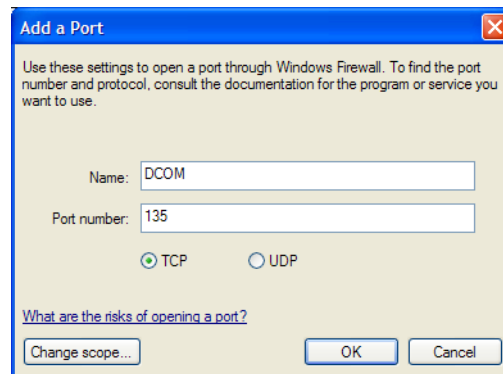 Add a Port
Use these settings to open a port through Windows Firewall. To find the port
number and protocol, consult the documentation for the program or service you
want to use.
Name: DCOM
Port number: 135
TCP UDP
What are the risks of opening a port?
Change scope... OK Cancel